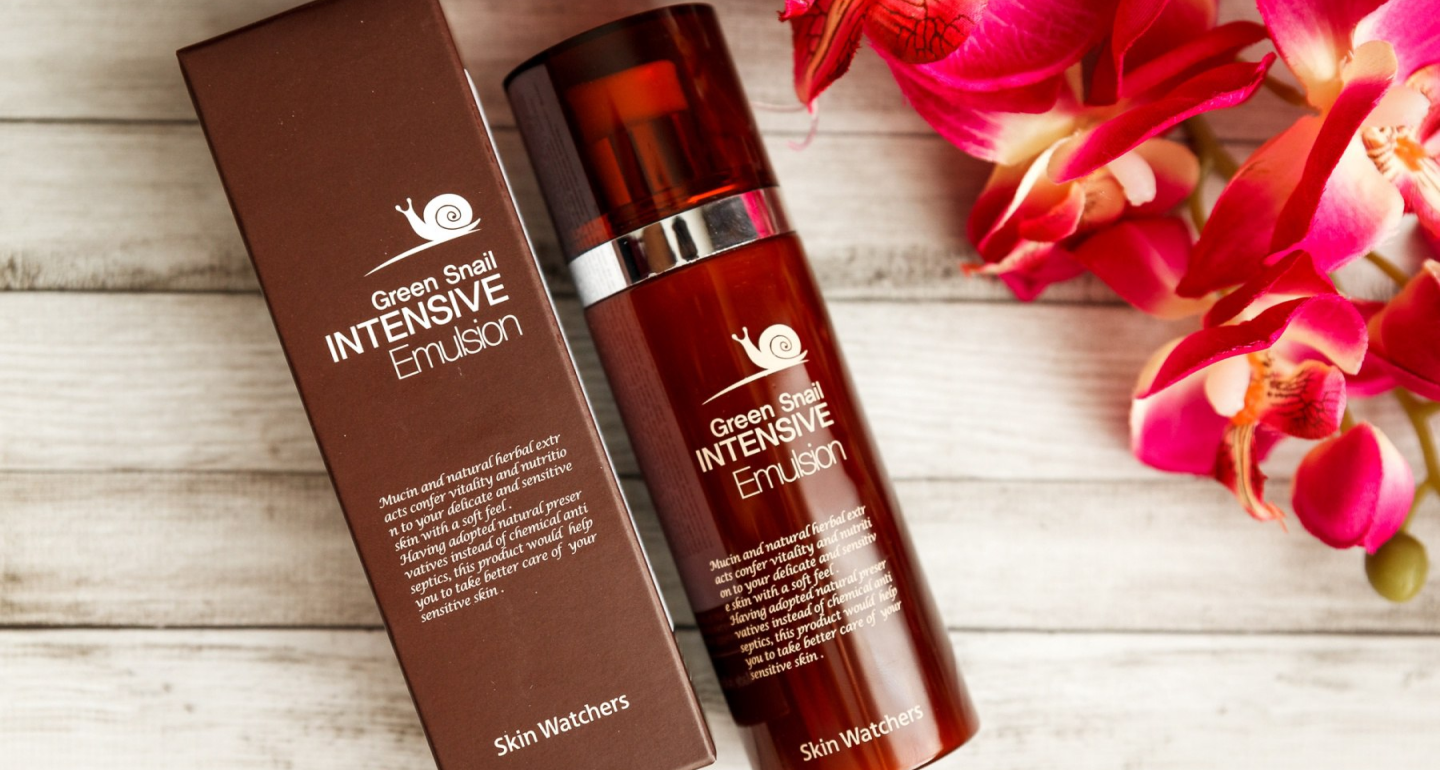 Green Snail
INTENSIVE
Emulsion
Mucin and natural herbal extr
acts confer vitality and nutritio
n to your delicate and sensitive
skin with a soft feel .
Having adopted natural preser
vatives instead of chemical anti
septics, this product would help
you to take better care of your
sensitive skin .
Skin Watchers
Green Snail
INTENSIVE
Emulsion
Mucin and natural herbal extr
acts confer vitality and nutriti
on to your delicate and sensitiv
e skin with a soft feel .
Having adopted natural preser
vatives instead of chemical anti
septics, this product would help
you to take better care of your
sensitive skin .
Skin Watchers